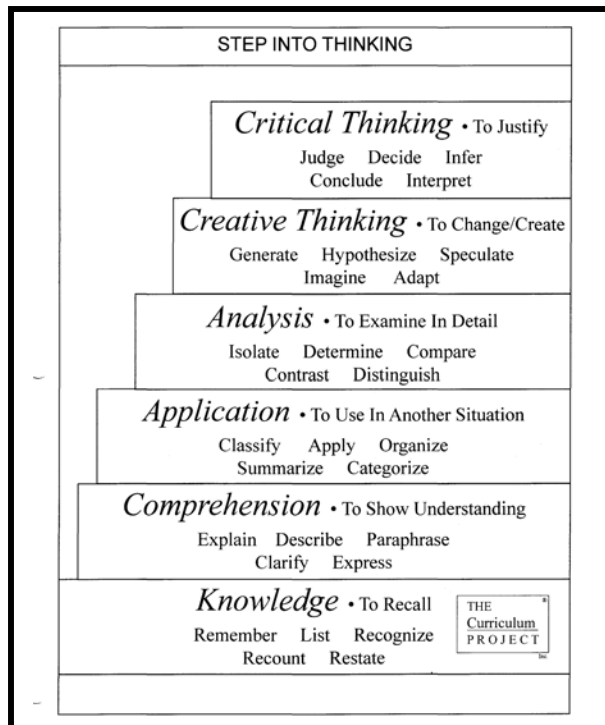 STEP INTO THINKING
Critical Thinking • To Justify
Judge Decide Infer
Conclude Interpret
Creative Thinking • To Change/Create
Generate Hypothesize Speculate
Imagine Adapt
Analysis • To Examine In Detail
Isolate Determine Compare
Contrast Distinguish
Application • To Use In Another Situation
Classify Apply Organize
Summarize Categorize
Comprehension • To Show Understanding
Explain Describe Paraphrase
Clarify Express
Knowledge • To Recall
Remember List Recognize
Recount Restate
THE ®
Curriculum
PROJECT
Inc.